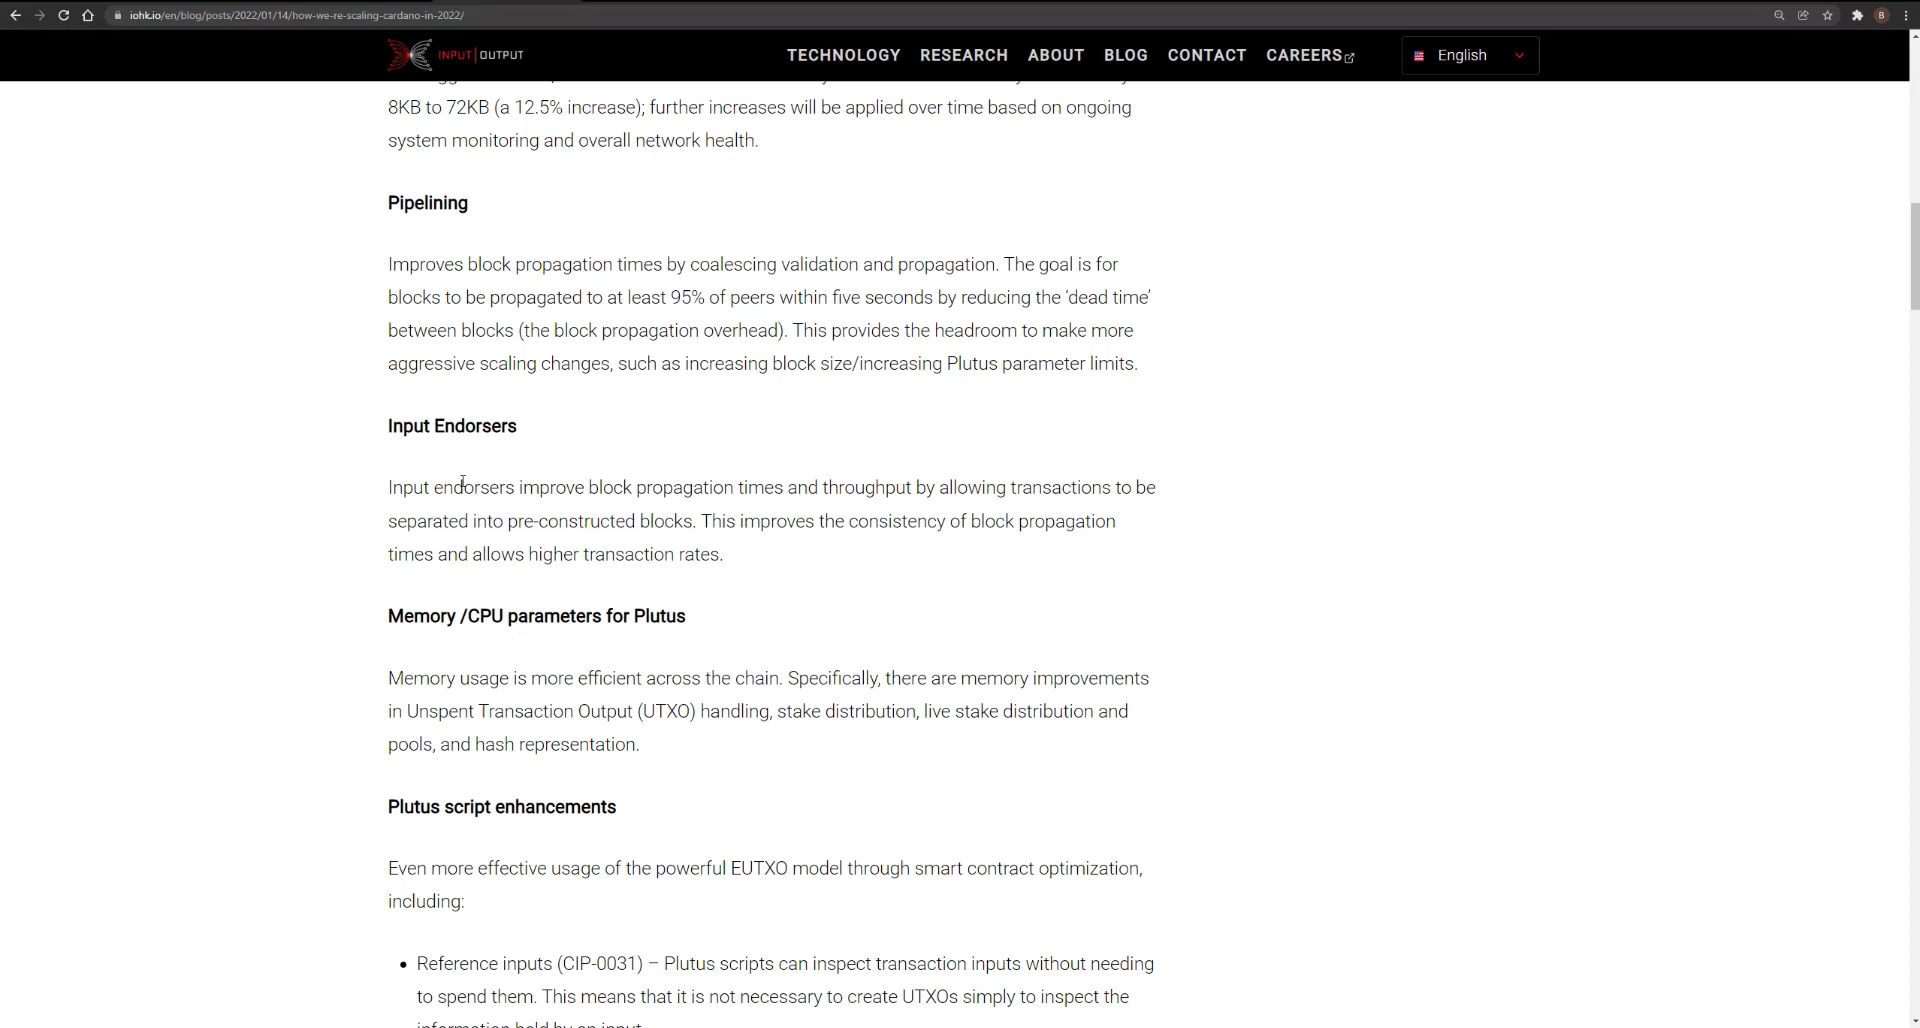 iohk.io/en/blog/posts/2022/01/14/how-we-re-scaling-cardano-in-2022/
B
INPUT | OUTPUT
TECHNOLOGY RESEARCH ABOUT BLOG CONTACT CAREERS
English
8KB to 72KB (a 12.5% increase); further increases will be applied over time based on ongoing
system monitoring and overall network health.
Pipelining
Improves block propagation times by coalescing validation and propagation. The goal is for
blocks to be propagated to at least 95% of peers within five seconds by reducing the ‘dead time’
between blocks (the block propagation overhead). This provides the headroom to make more
aggressive scaling changes, such as increasing block size/increasing Plutus parameter limits.
Input Endorsers
Input endorsers improve block propagation times and throughput by allowing transactions to be
separated into pre-constructed blocks. This improves the consistency of block propagation
times and allows higher transaction rates.
Memory /CPU parameters for Plutus
Memory usage is more efficient across the chain. Specifically, there are memory improvements
in Unspent Transaction Output (UTXO) handling, stake distribution, live stake distribution and
pools, and hash representation.
Plutus script enhancements
Even more effective usage of the powerful EUTXO model through smart contract optimization,
including:
• Reference inputs (CIP-0031) – Plutus scripts can inspect transaction inputs without needing
to spend them. This means that it is not necessary to create UTXOs simply to inspect the
information held by an input.